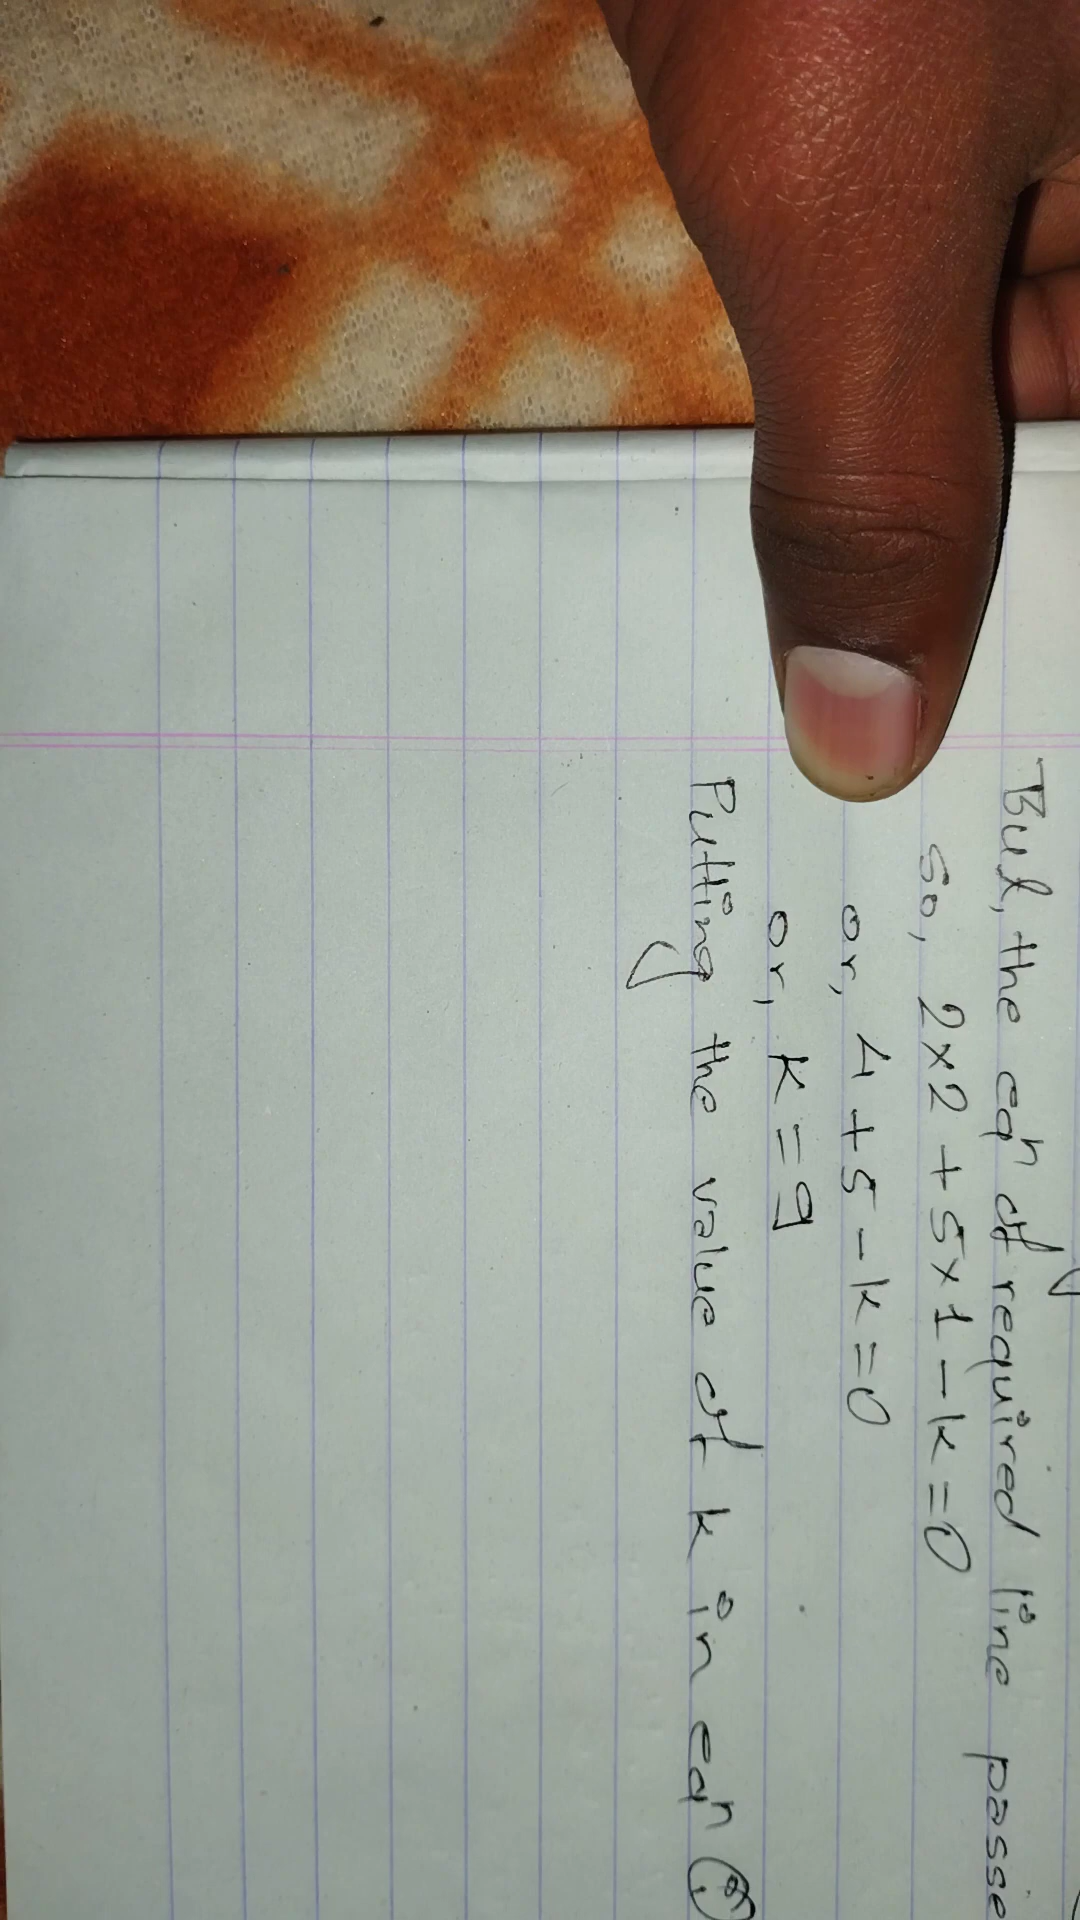 But, the eqn of required line passe
so, 2×2 + 5×1 - k = 0
or, 4 + 5 - k = 0
or, k = 9
Putting the value of k in eqn (i)